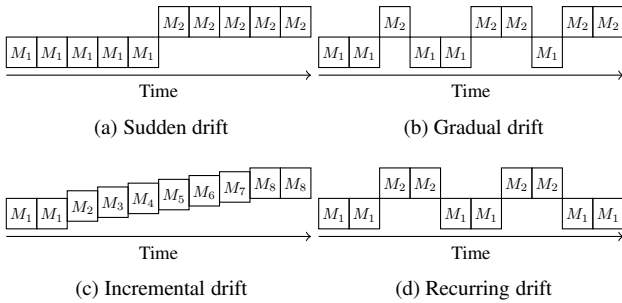 M₂ M₂ M₂ M₂ M₂
M₁ M₁ M₁ M₁ M₁
Time
(a) Sudden drift
M₂ M₂ M₂ M₂ M₂
M₁ M₁ M₁ M₁ M₁
Time
(b) Gradual drift
M₁ M₁ M₂ M₃ M₄ M₅ M₆ M₇ M₈ M₈
Time
(c) Incremental drift
M₂ M₂ M₂ M₂
M₁ M₁ M₁ M₁ M₁ M₁
Time
(d) Recurring drift